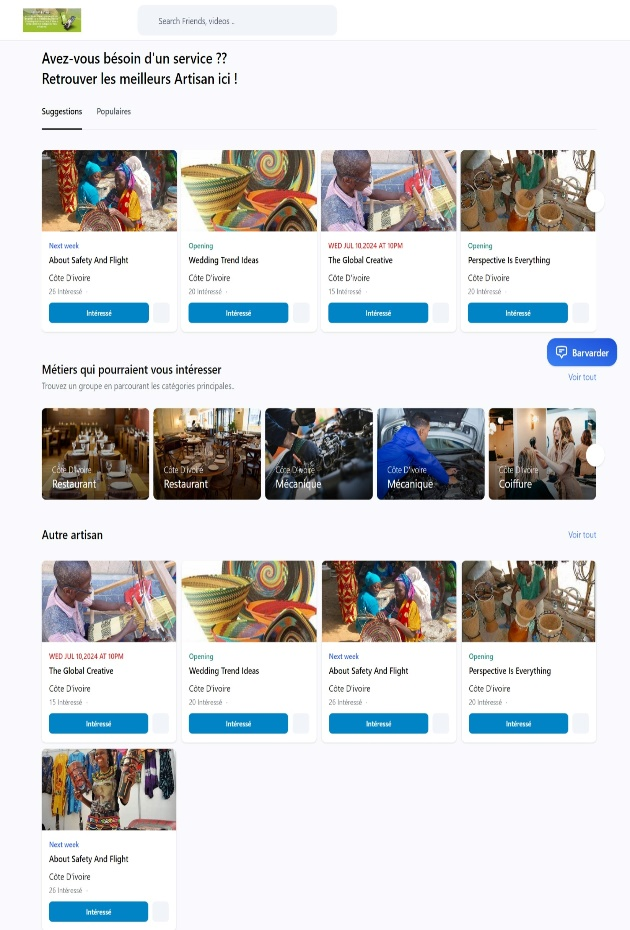 Search Friends, videos ..
Avez-vous bésoin d'un service ??
Retrouver les meilleurs Artisan ici !
Suggestions
Populaires
Next week
About Safety And Flight
Côte D'ivoire
26 Intéressé ·
Intéressé
Opening
Wedding Trend Ideas
Côte D'ivoire
20 Intéressé ·
Intéressé
WED JUL 10,2024 AT 10PM
The Global Creative
Côte D'ivoire
15 Intéressé ·
Intéressé
Opening
Perspective Is Everything
Côte D'ivoire
20 Intéressé
Intéressé
Barvarder
Métiers qui pourraient vous intéresser
Trouvez un groupe en parcourant les catégories principales..
Voir tout
Côte D'ivoire
Restaurant
Côte D'ivoire
Restaurant
Côte D'ivoire
Mécanique
Côte D'ivoire
Mécanique
Côte D'ivoire
Coiffure
Autre artisan
Voir tout
WED JUL 10,2024 AT 10PM
The Global Creative
Côte D'ivoire
15 Intéressé ·
Intéressé
Opening
Wedding Trend Ideas
Côte D'ivoire
20 Intéressé ·
Intéressé
Next week
About Safety And Flight
Côte D'ivoire
26 Intéressé ·
Intéressé
Opening
Perspective Is Everything
Côte D'ivoire
20 Intéressé ·
Intéressé
Next week
About Safety And Flight
Côte D'ivoire
26 Intéressé ·
Intéressé